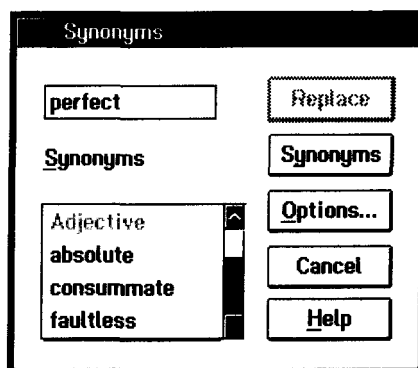 Synonyms
perfect
Replace
Synonyms
Synonyms
Options...
Adjective
absolute
consummate
faultless
Cancel
Help